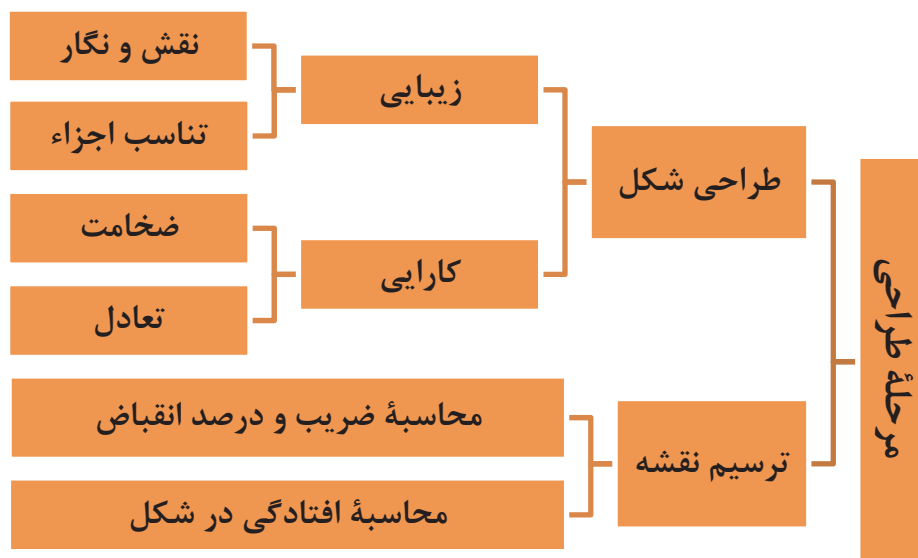 مرحلهٔ طراحی
طراحی شکل
زیبایی
نقش و نگار
تناسب اجزاء
کارایی
ضخامت
تعادل
ترسیم نقشه
محاسبهٔ ضریب و درصد انقباض
محاسبهٔ افتادگی در شکل